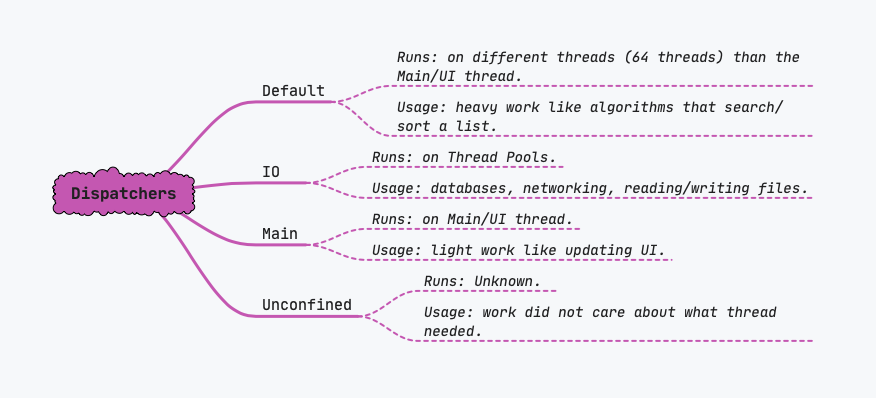 Dispatchers
Default
Runs: on different threads (64 threads) than the
Main/UI thread.
Usage: heavy work like algorithms that search/
sort a list.
IO
Runs: on Thread Pools.
Usage: databases, networking, reading/writing files.
Main
Runs: on Main/UI thread.
Usage: light work like updating UI.
Unconfined
Runs: Unknown.
Usage: work did not care about what thread
needed.